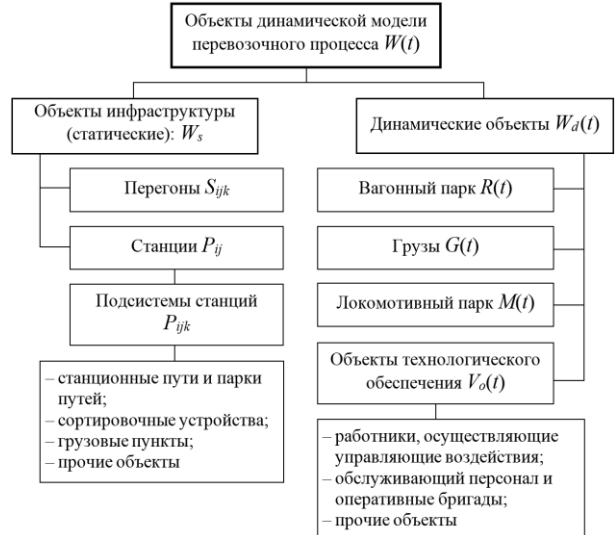 Объекты динамической модели
перевозочного процесса W(t)
Объекты инфраструктуры
(статические): Wₛ
Перегоны Sᵢⱼₖ
Станции Pᵢⱼ
Подсистемы станций
Pᵢⱼₖ
– станционные пути и парки
путей;
– сортировочные устройства;
– грузовые пункты;
– прочие объекты
Динамические объекты W_d(t)
Вагонный парк R(t)
Грузы G(t)
Локомотивный парк M(t)
Объекты технологического
обеспечения Vₒ(t)
– работники, осуществляющие
управляющие воздействия;
– обслуживающий персонал и
оперативные бригады;
– прочие объекты